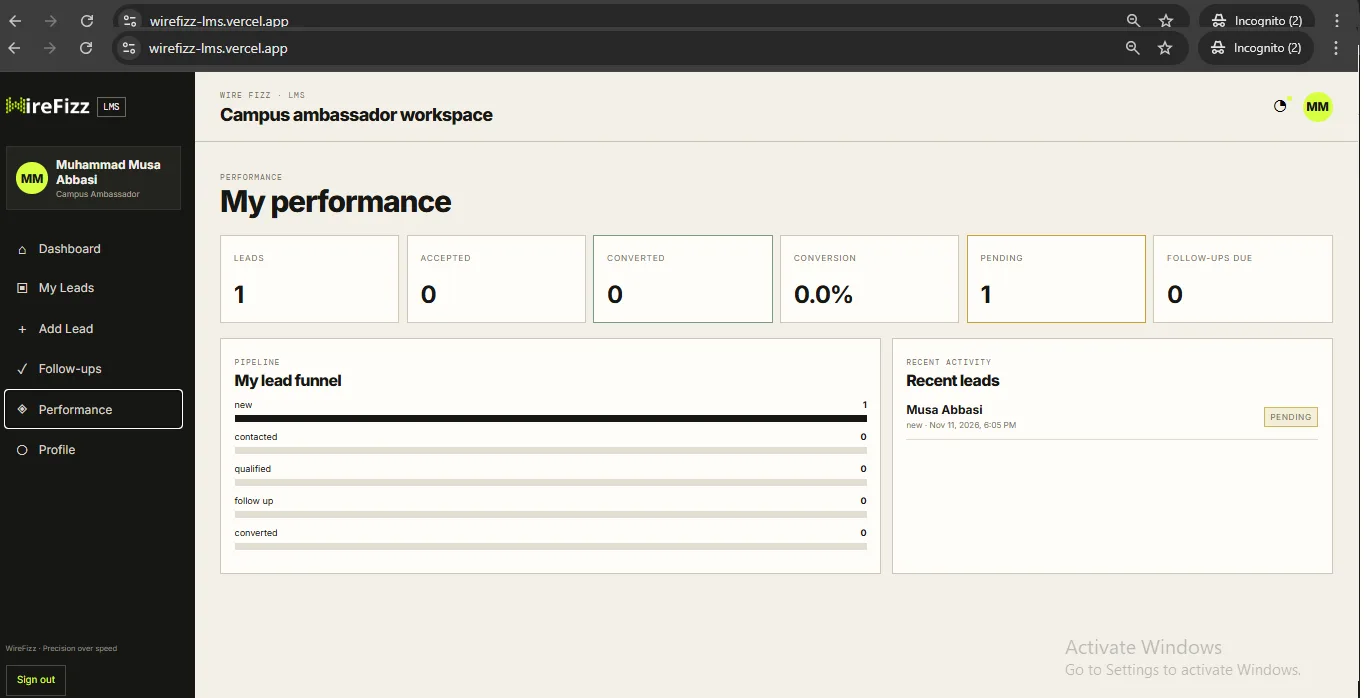 wirefizz-lms.vercel.app
Incognito (2)
wirefizz-lms.vercel.app
Incognito (2)
WireFizz LMS
MM
Muhammad Musa
Abbasi
Campus Ambassador
Dashboard
My Leads
Add Lead
Follow-ups
Performance
Profile
WireFizz · Precision over speed
Sign out
WIRE FIZZ · LMS
Campus ambassador workspace
MM
PERFORMANCE
My performance
LEADS
1
ACCEPTED
0
CONVERTED
0
CONVERSION
0.0%
PENDING
1
FOLLOW-UPS DUE
0
PIPELINE
My lead funnel
new 1
contacted 0
qualified 0
follow up 0
converted 0
RECENT ACTIVITY
Recent leads
Musa Abbasi
new · Nov 11, 2026, 6:05 PM
PENDING
Activate Windows
Go to Settings to activate Windows.